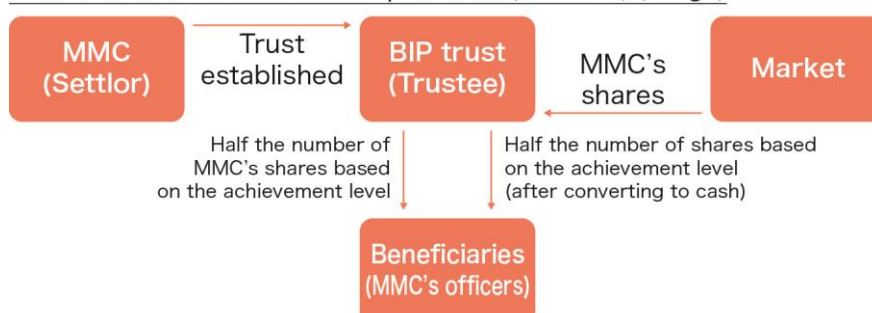 MMC
(Settlor)
Trust
established
BIP trust
(Trustee)
MMC’s
shares
Market
Half the number of
MMC’s shares based
on the achievement level
Half the number of shares based
on the achievement level
(after converting to cash)
Beneficiaries
(MMC’s officers)